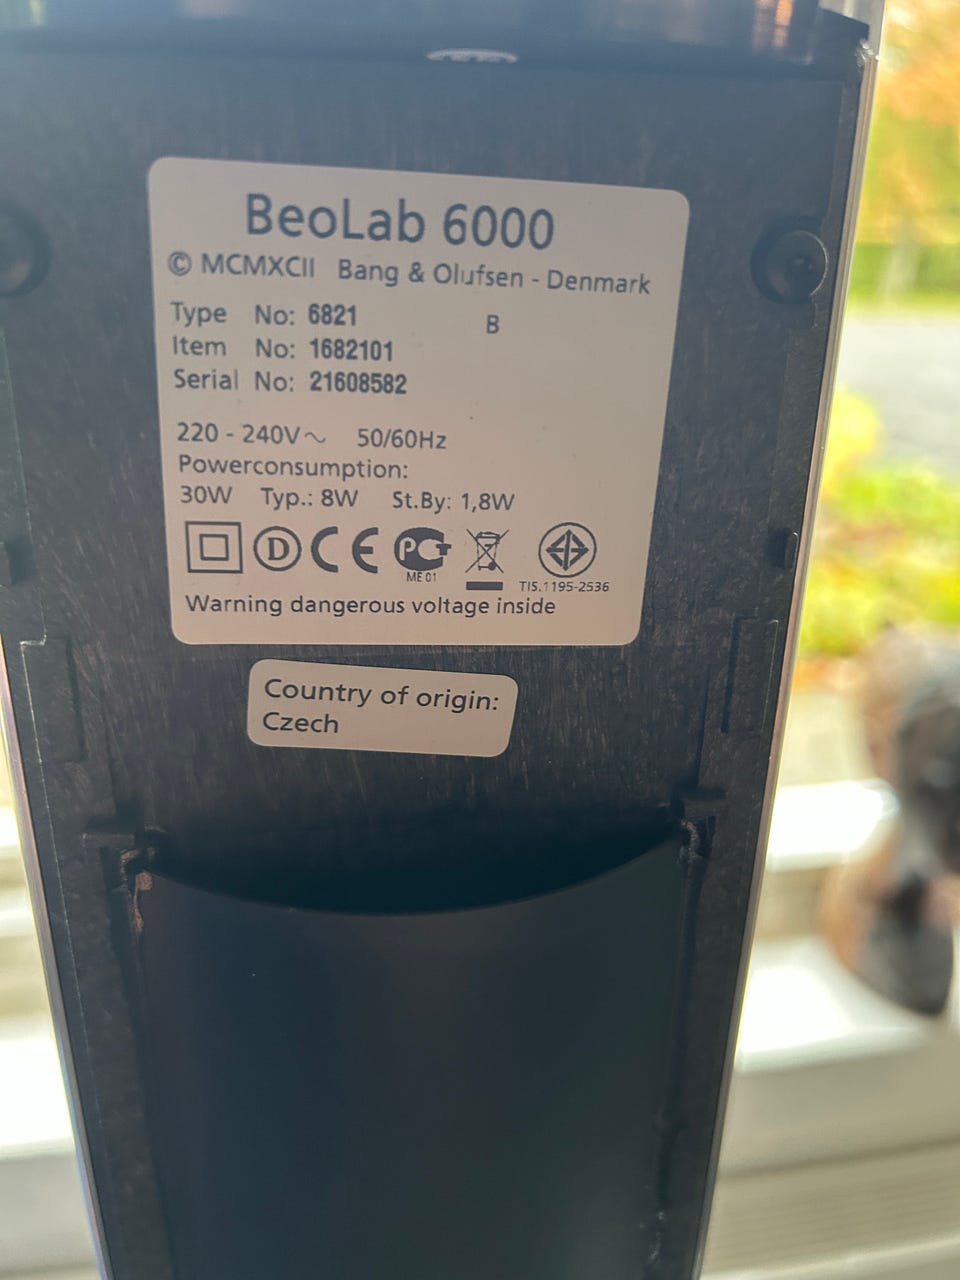 BeoLab 6000
© MCMXCII Bang & Olufsen - Denmark
Type No: 6821 B
Item No: 1682101
Serial No: 21608582
220 - 240V~ 50/60Hz
Powerconsumption:
30W Typ.: 8W St.By: 1,8W
D CE PCT
ME 01
TIS.1195-2536
Warning dangerous voltage inside
Country of origin:
Czech